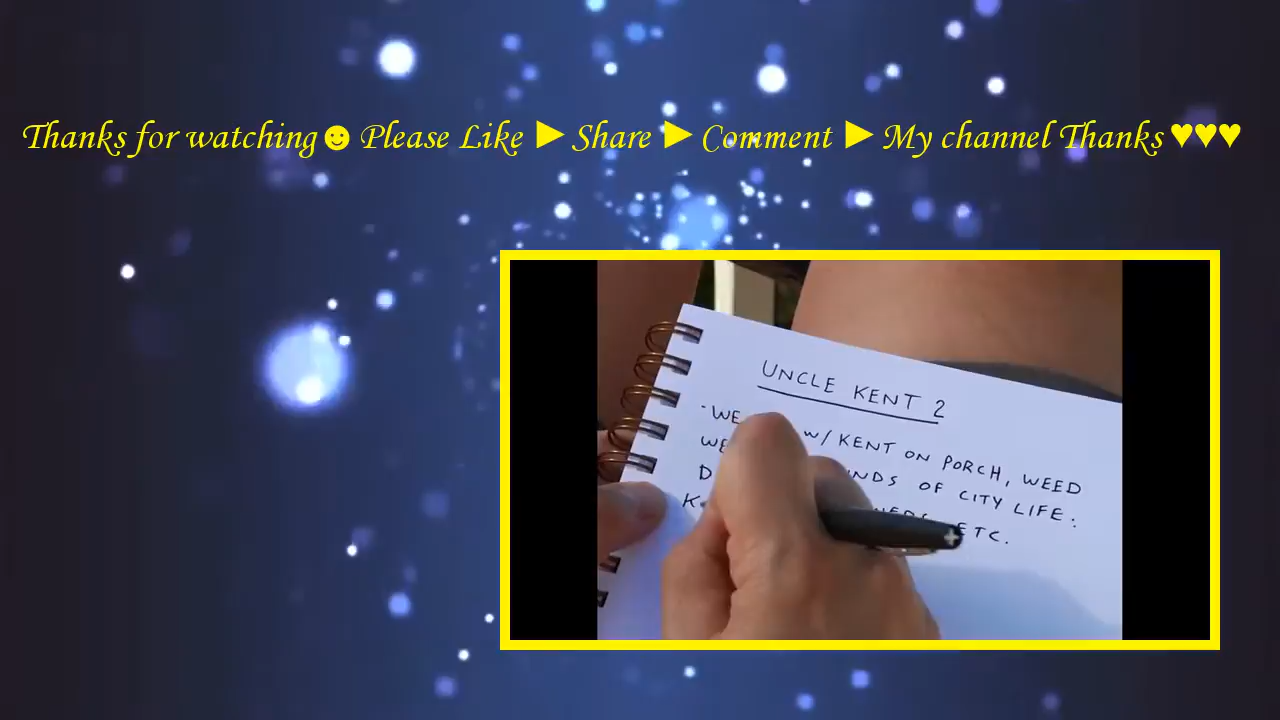 Thanks for watching☻Please Like ►Share ►Comment ►My channel Thanks♥♥♥
UNCLE KENT 2
-WE W/ KENT ON PORCH, WEED
OF CITY LIFE:
ETC.